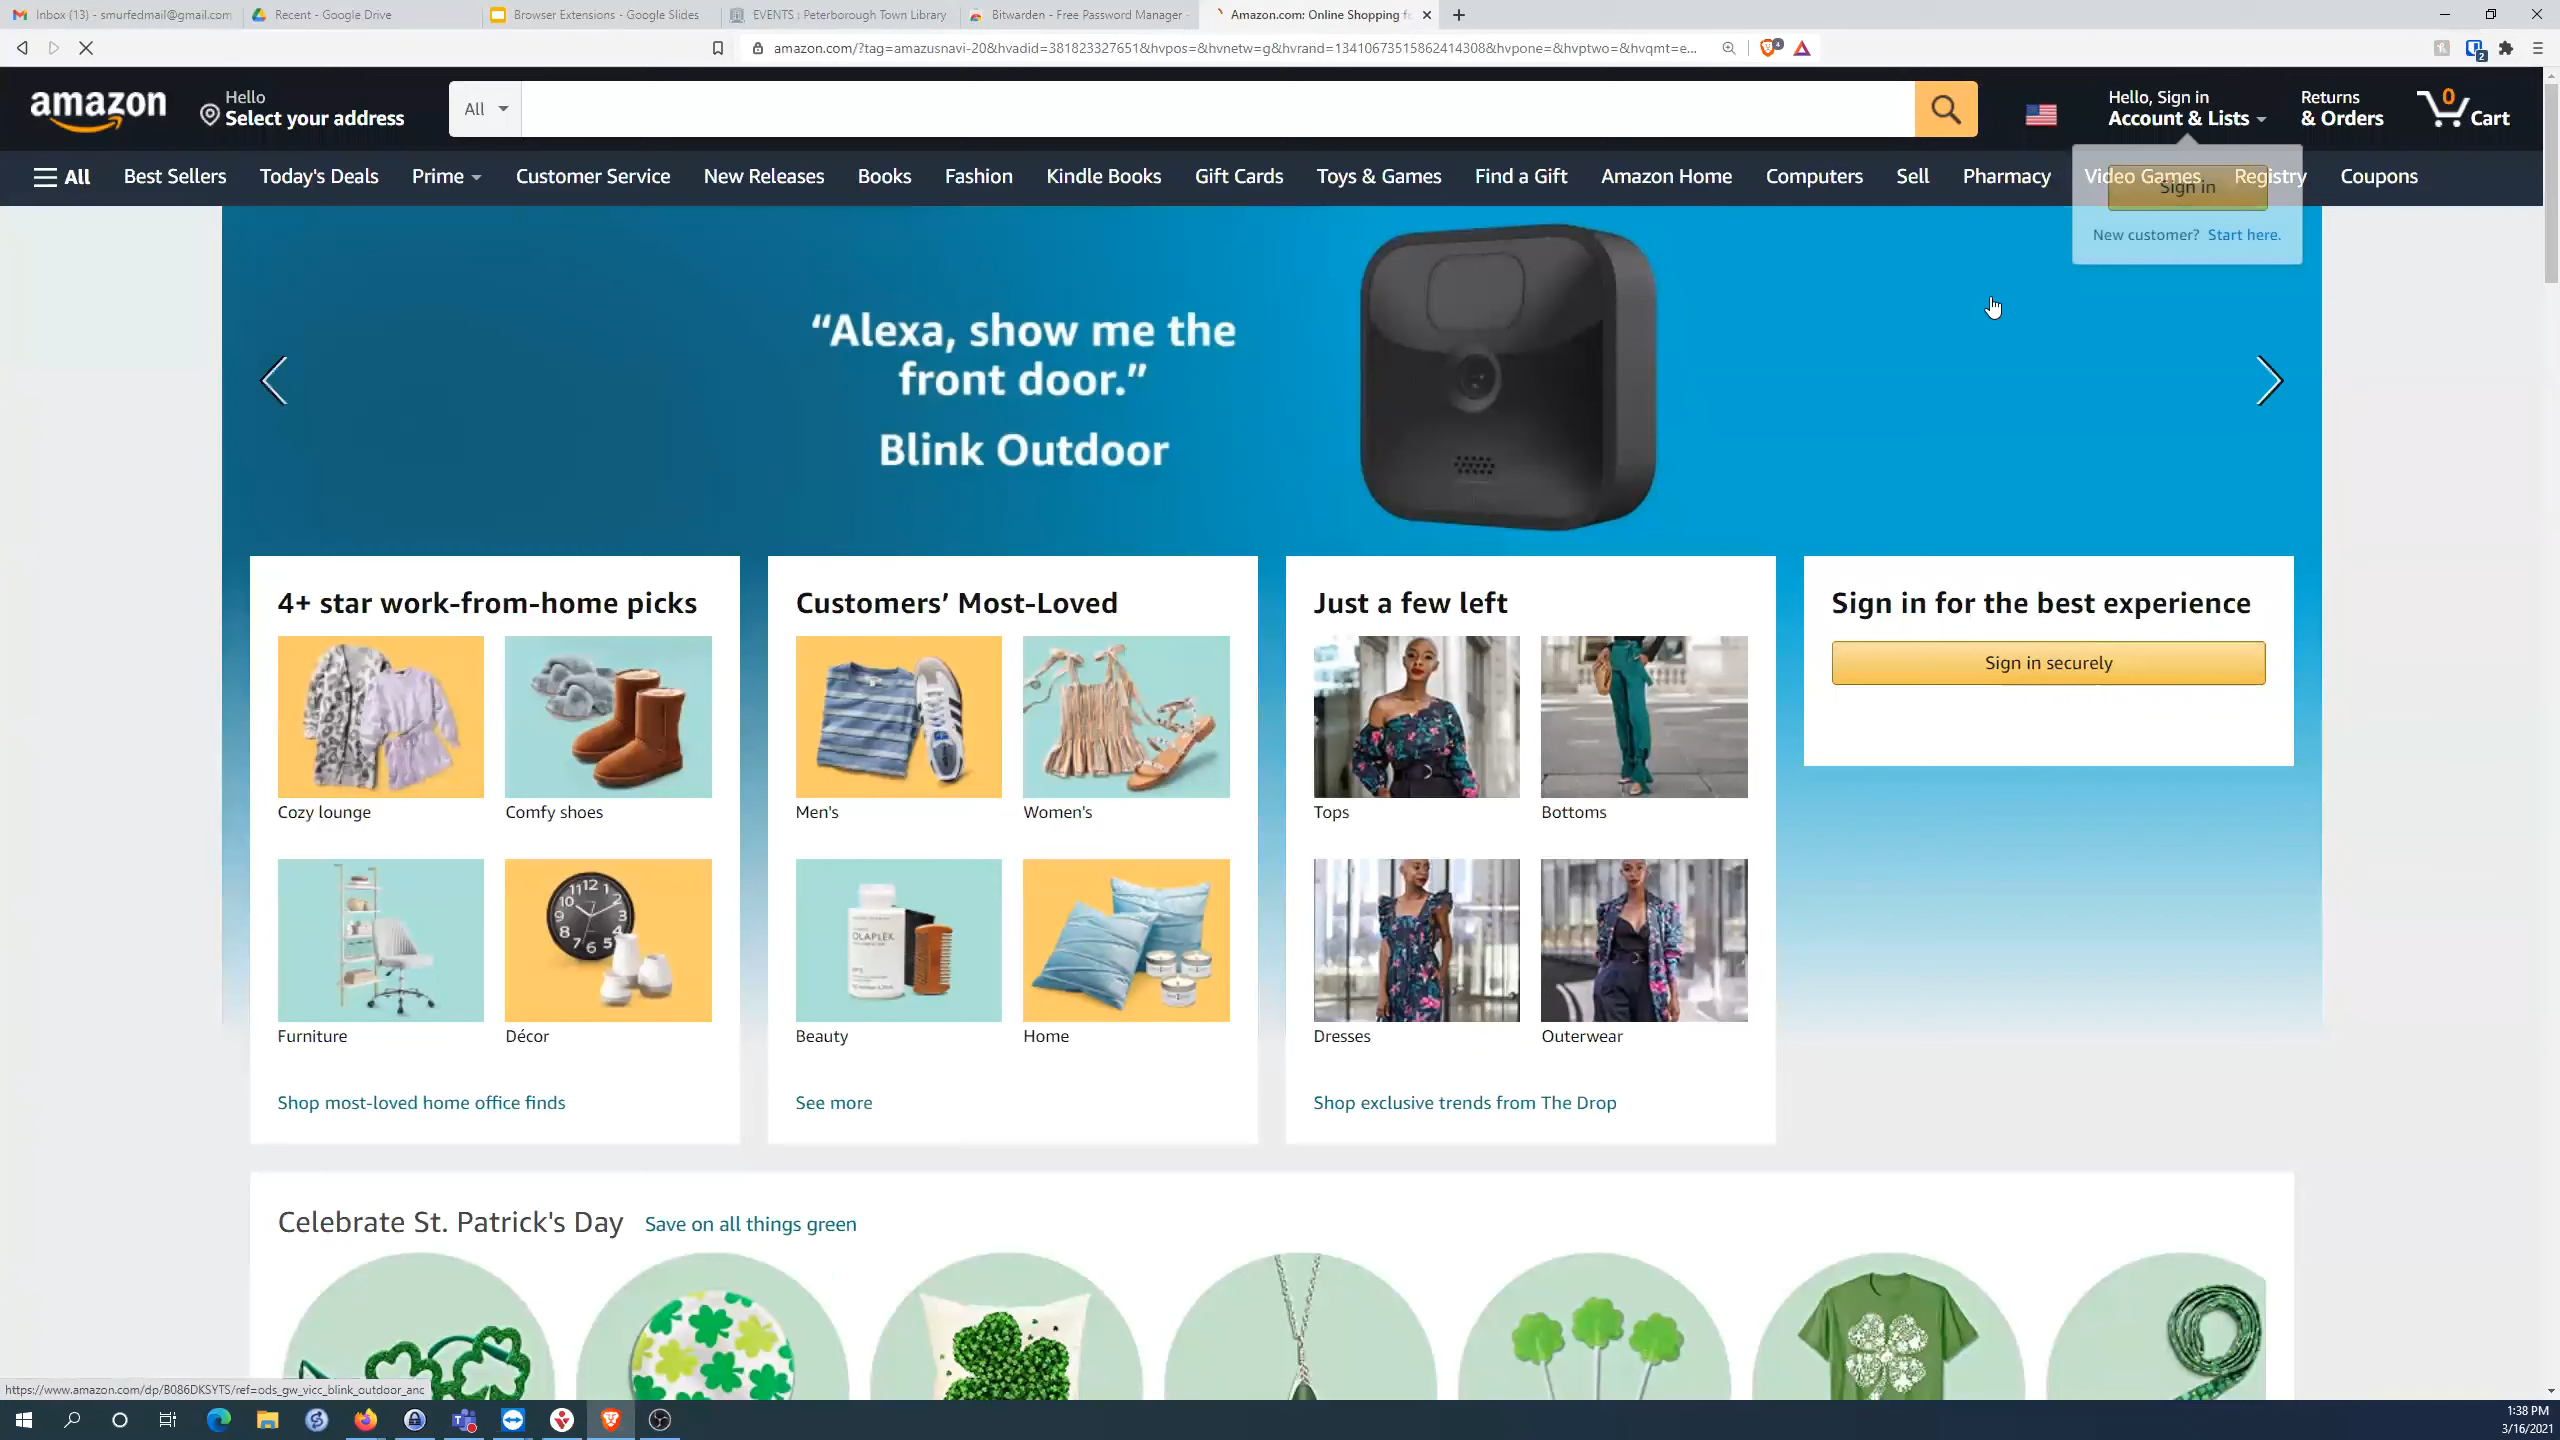 Inbox (13) - smurfedmail@gmail.com
Recent - Google Drive
Browser Extensions - Google Slides
EVENTS : Peterborough Town Library
Bitwarden - Free Password Manager -
Amazon.com: Online Shopping f
amazon.com/?tag=amazusnavi-20&hvadid=381823327651&hvpos=&hvnetw=g&hvrand=13410673515862414308&hvpone=&hvptwo=&hvqmt=e...
4
2
amazon
Hello
Select your address
All
Hello, Sign in
Account & Lists
Returns
& Orders
0
Cart
All
Best Sellers
Today's Deals
Prime
Customer Service
New Releases
Books
Fashion
Kindle Books
Gift Cards
Toys & Games
Find a Gift
Amazon Home
Computers
Sell
Pharmacy
Video Games
Registry
Coupons
Sign in
New customer? Start here.
“Alexa, show me the
front door.”
Blink Outdoor
4+ star work-from-home picks
Cozy lounge
Comfy shoes
Furniture
Décor
Shop most-loved home office finds
Customers’ Most-Loved
Men's
Women's
OLAPLEX
Beauty
Home
See more
Just a few left
Tops
Bottoms
Dresses
Outerwear
Shop exclusive trends from The Drop
Sign in for the best experience
Sign in securely
Celebrate St. Patrick's Day
Save on all things green
https://www.amazon.com/dp/B086DKSYTS/ref=ods_gw_vicc_blink_outdoor_anc
1:38 PM
3/16/2021